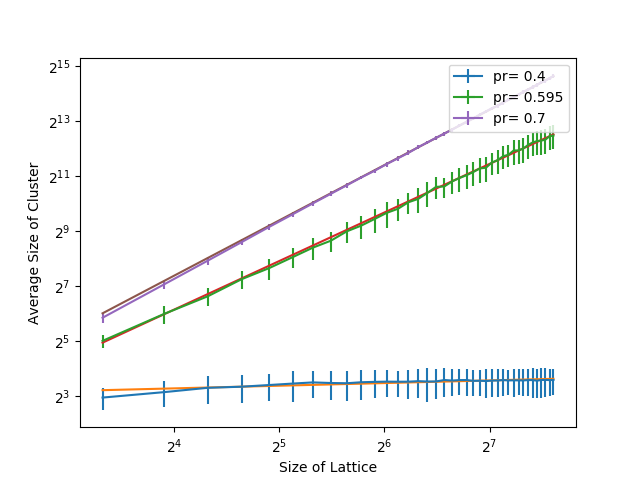 2^15
2^13
2^11
2^9
2^7
2^5
2^3
Average Size of Cluster
pr= 0.4
pr= 0.595
pr= 0.7
2^4
2^5
2^6
2^7
Size of Lattice